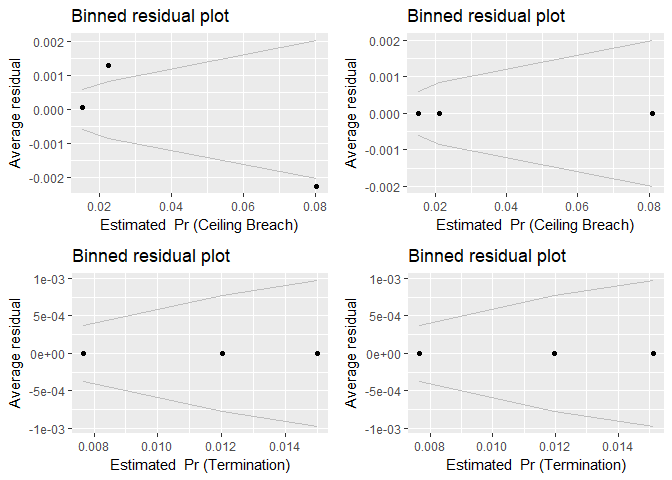 Binned residual plot
Average residual
0.002
0.001
0.000
-0.001
-0.002
0.02
0.04
0.06
0.08
Estimated Pr (Ceiling Breach)
Binned residual plot
Average residual
0.002
0.001
0.000
-0.001
-0.002
0.02
0.04
0.06
0.08
Estimated Pr (Ceiling Breach)
Binned residual plot
Average residual
1e-03
5e-04
0e+00
-5e-04
-1e-03
0.008
0.010
0.012
0.014
Estimated Pr (Termination)
Binned residual plot
Average residual
1e-03
5e-04
0e+00
-5e-04
-1e-03
0.008
0.010
0.012
0.014
Estimated Pr (Termination)